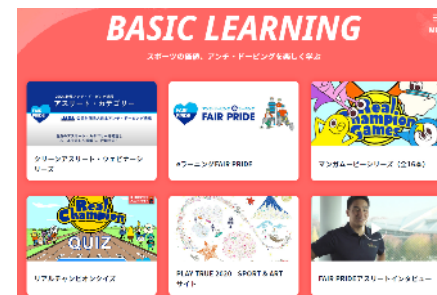 BASIC LEARNING
スポーツの価値、アンチ・ドーピングを楽しく学ぶ
アスリート・カテゴリー
クリーンアスリート・ウェビナーシ
リーズ
FAIR PRIDE
eラーニングFAIR PRIDE
Real
Champion
Games
マンガムービーシリーズ（全16本）
Real
Champion
QUIZ
リアルチャンピオンクイズ
PLAY TRUE 2020 SPORT & ART
サイト
FAIR PRIDEアスリートインタビュー